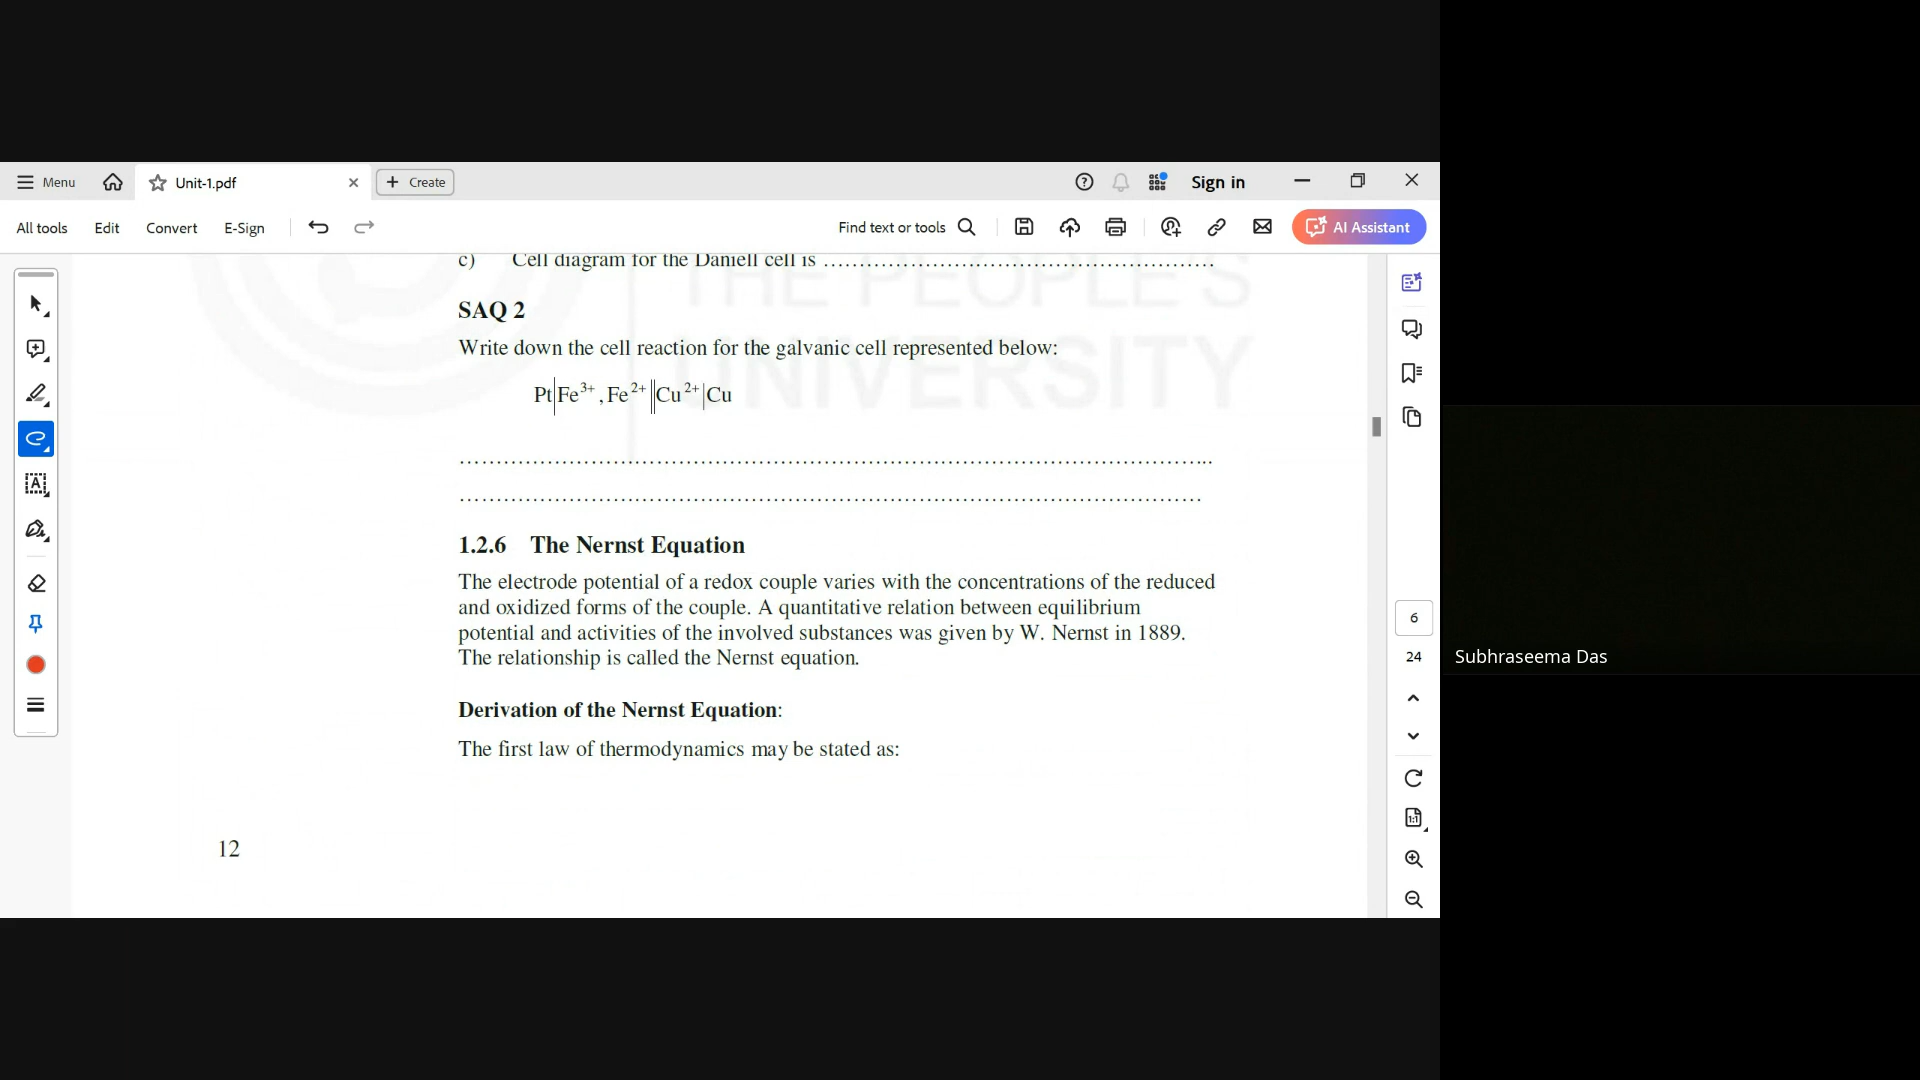 Menu
Unit-1.pdf
Create
Sign in
All tools
Edit
Convert
E-Sign
Find text or tools
AI Assistant
c) Cell diagram for the Daniell cell is ......................................................
THE PEOPLE'S
UNIVERSITY
SAQ 2
Write down the cell reaction for the galvanic cell represented below:
Pt|Fe³⁺, Fe²⁺||Cu²⁺|Cu
.......................................................................................................
.......................................................................................................
1.2.6 The Nernst Equation
The electrode potential of a redox couple varies with the concentrations of the reduced
and oxidized forms of the couple. A quantitative relation between equilibrium
potential and activities of the involved substances was given by W. Nernst in 1889.
The relationship is called the Nernst equation.
Derivation of the Nernst Equation:
The first law of thermodynamics may be stated as:
12
6
24
Subhraseema Das